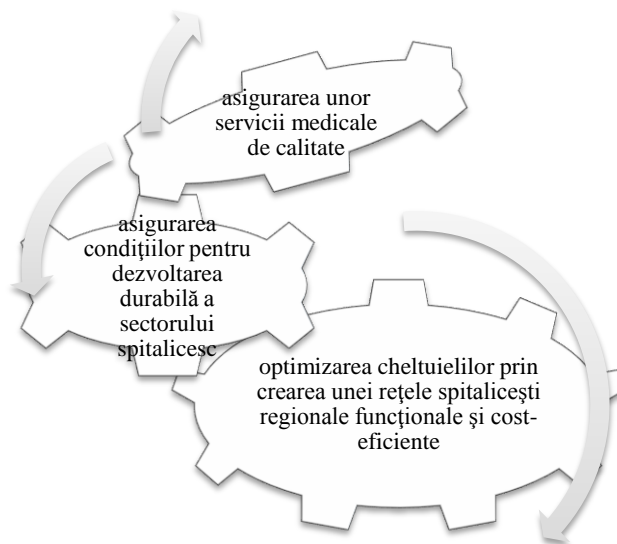 asigurarea unor
servicii medicale
de calitate
asigurarea
condiţiilor pentru
dezvoltarea
durabilă a
sectorului
spitalicesc
optimizarea cheltuielilor prin
crearea unei reţele spitaliceşti
regionale funcţionale şi cost-
eficiente